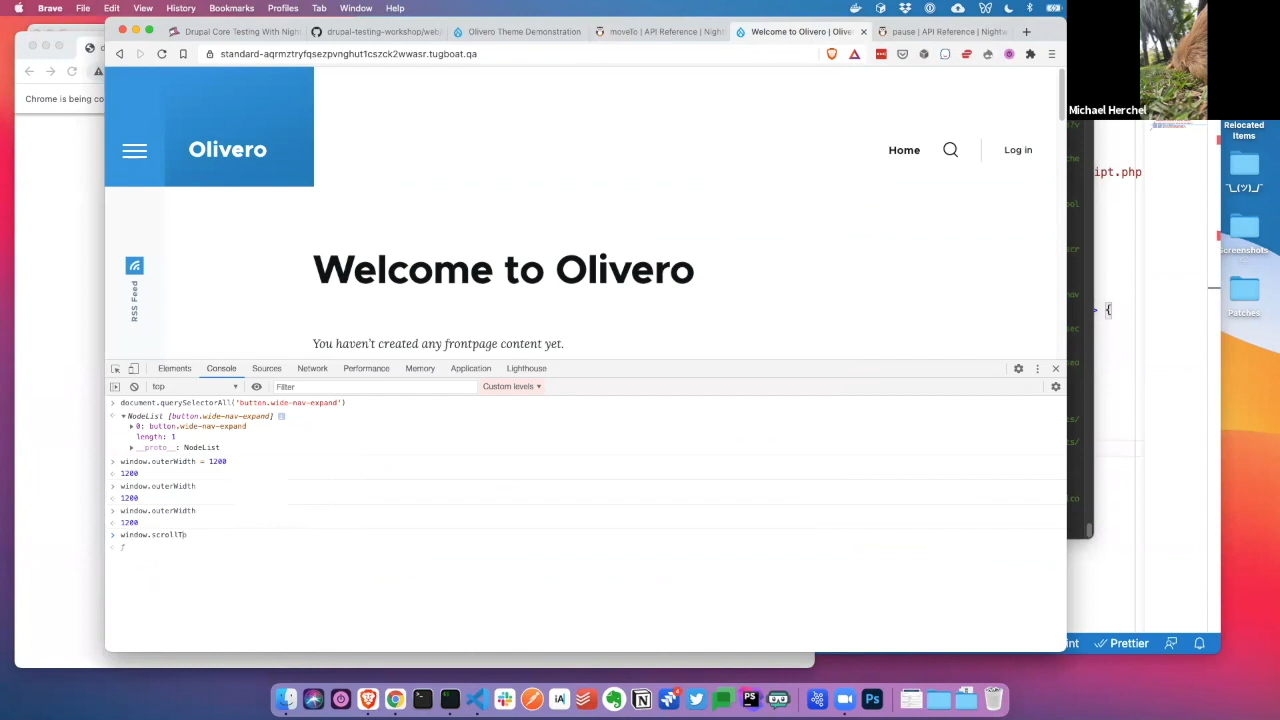 Brave File Edit View History Bookmarks Profiles Tab Window Help
Drupal Core Testing With Nigh
drupal-testing-workshop/web/
Olivero Theme Demonstration
moveTo | API Reference | Night
Welcome to Olivero! | Olivero
pause | API Reference | Nightw
standard-aqrmztryfqsezpvnghut1cszck2wwasr.tugboat.qa
Chrome is being co
Michael Herchel
Olivero
Home
Log in
Relocated
Items
ipt.php
¯\_(ツ)_/¯
Screenshots
Patches
{
RSS Feed
Welcome to Olivero
You haven't created any frontpage content yet.
Elements Console Sources Network Performance Memory Application Lighthouse
top Filter Custom levels
document.querySelectorAll('button.wide-nav-expand')
NodeList [button.wide-nav-expand]
0: button.wide-nav-expand
length: 1
__proto__: NodeList
window.outerWidth = 1200
1200
window.outerWidth
1200
window.outerWidth
1200
window.scrollTo
f
int Prettier